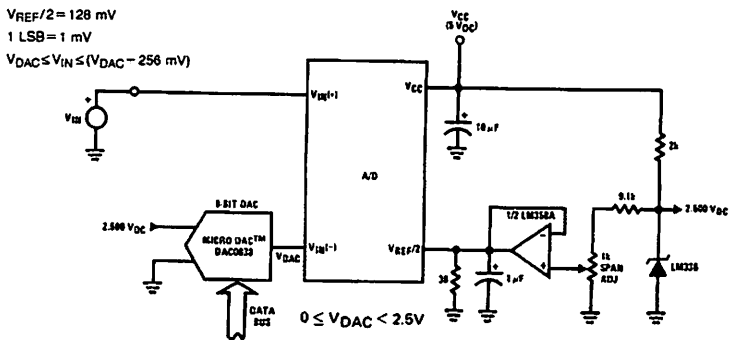 VREF/2 = 128 mV
1 LSB = 1 mV
VDAC ≤ VIN ≤ (VDAC − 256 mV)
VCC
(5 VDC)
VIN(+)
VCC
VIN
10 µF
2k
A/D
8-BIT DAC
1/2 LM358A
9.1k
2.500 VDC
2.500 VDC
MICRO DAC™
VIN(−)
VREF/2
VDAC
1k
SPAN
ADJ
LM336
1 µF
DATA
BUS
0 ≤ VDAC < 2.5V